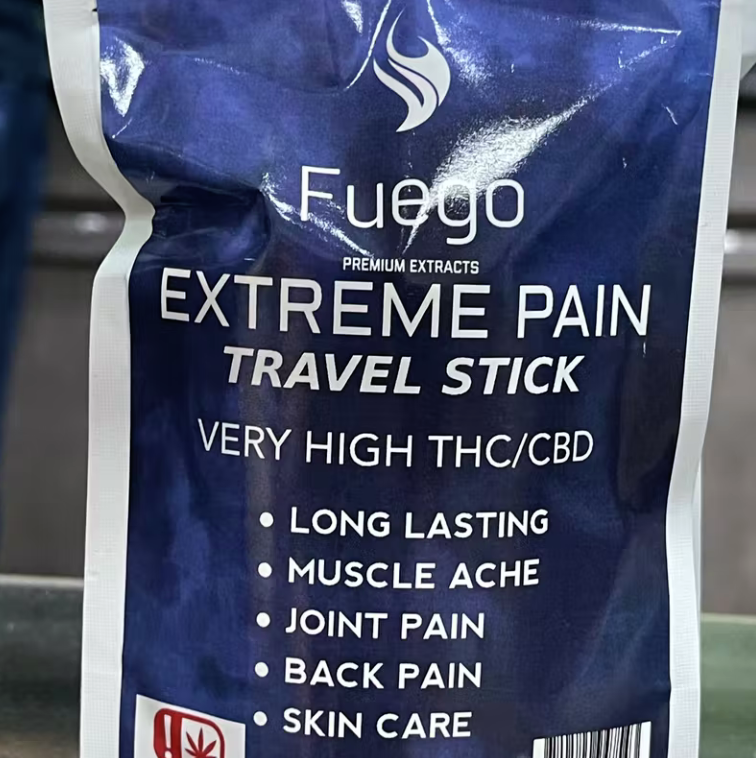 Fuego
PREMIUM EXTRACTS
EXTREME PAIN
TRAVEL STICK
VERY HIGH THC/CBD
• LONG LASTING
• MUSCLE ACHE
• JOINT PAIN
• BACK PAIN
• SKIN CARE
!